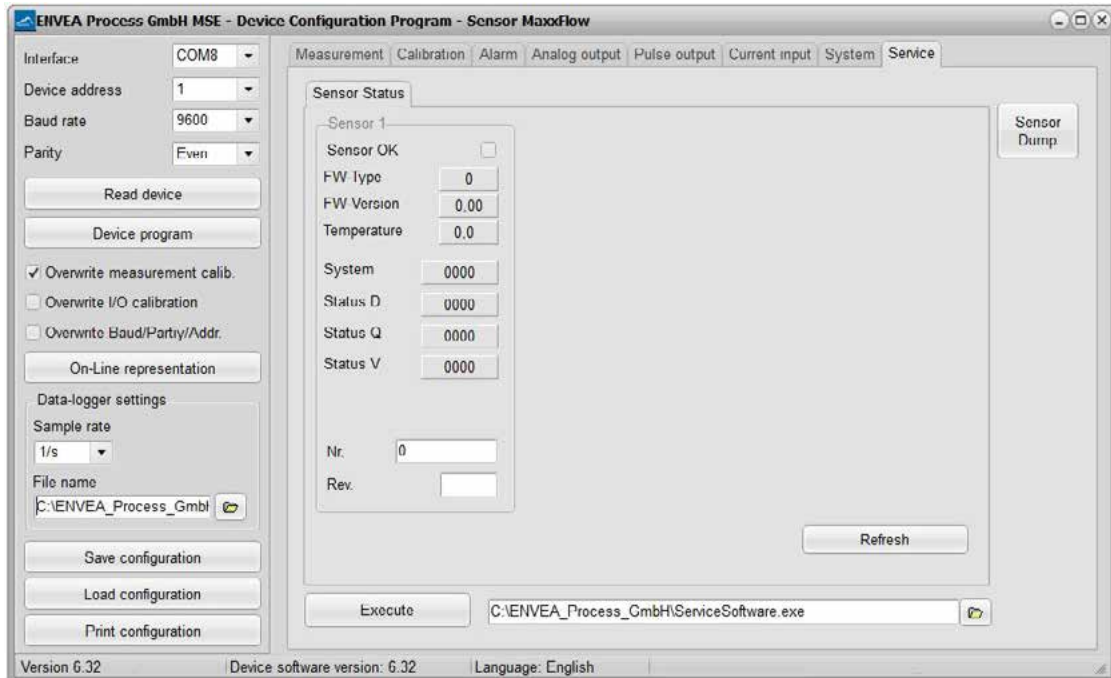 ENVEA Process GmbH MSE - Device Configuration Program - Sensor MaxxFlow
Interface COM8
Device address 1
Baud rate 9600
Parity Even
Read device
Device program
Overwrite measurement calib.
Overwrite I/O calibration
Overwrite Baud/Partiy/Addr.
On-Line representation
Data-logger settings
Sample rate
1/s
File name
C:\ENVEA_Process_Gmbl
Save configuration
Load configuration
Print configuration
Measurement Calibration Alarm Analog output Pulse output Current input System Service
Sensor Status
Sensor 1
Sensor OK
FW-Type 0
FW-Version 0,00
Temperature 0,0
System 0000
Status D 0000
Status Q 0000
Status V 0000
Nr. 0
Rev.
Refresh
Sensor
Dump
Execute C:\ENVEA_Process_GmbH\ServiceSoftware.exe
Version 6.32 Device software version: 6.32 Language: English